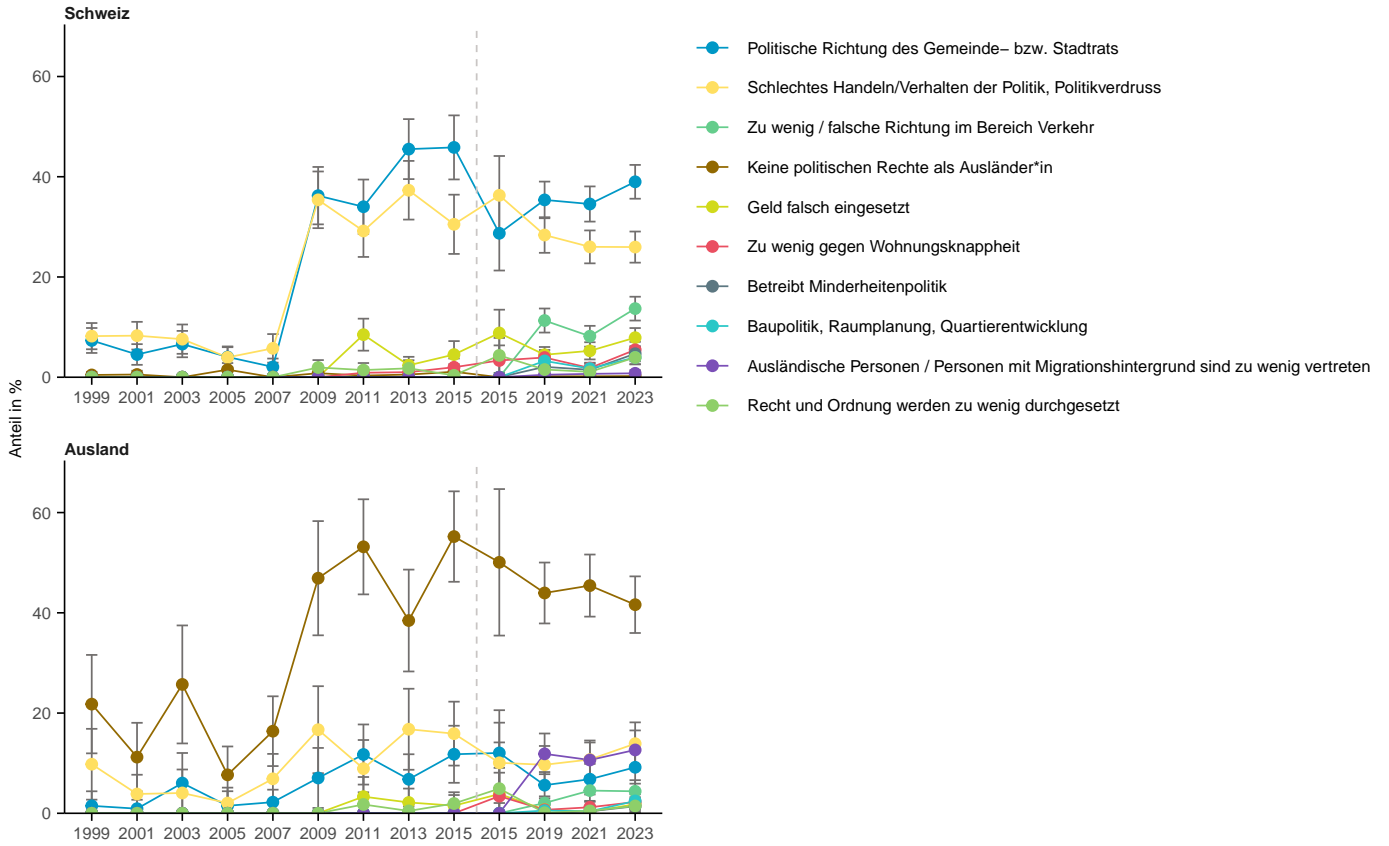 Schweiz
60
40
20
0
1999 2001 2003 2005 2007 2009 2011 2013 2015 2015 2019 2021 2023
Politische Richtung des Gemeinde– bzw. Stadtrats
Schlechtes Handeln/Verhalten der Politik, Politikverdruss
Zu wenig / falsche Richtung im Bereich Verkehr
Keine politischen Rechte als Ausländer*in
Geld falsch eingesetzt
Zu wenig gegen Wohnungsknappheit
Betreibt Minderheitenpolitik
Baupolitik, Raumplanung, Quartierentwicklung
Ausländische Personen / Personen mit Migrationshintergrund sind zu wenig vertreten
Recht und Ordnung werden zu wenig durchgesetzt
Anteil in %
Ausland
60
40
20
0
1999 2001 2003 2005 2007 2009 2011 2013 2015 2015 2019 2021 2023